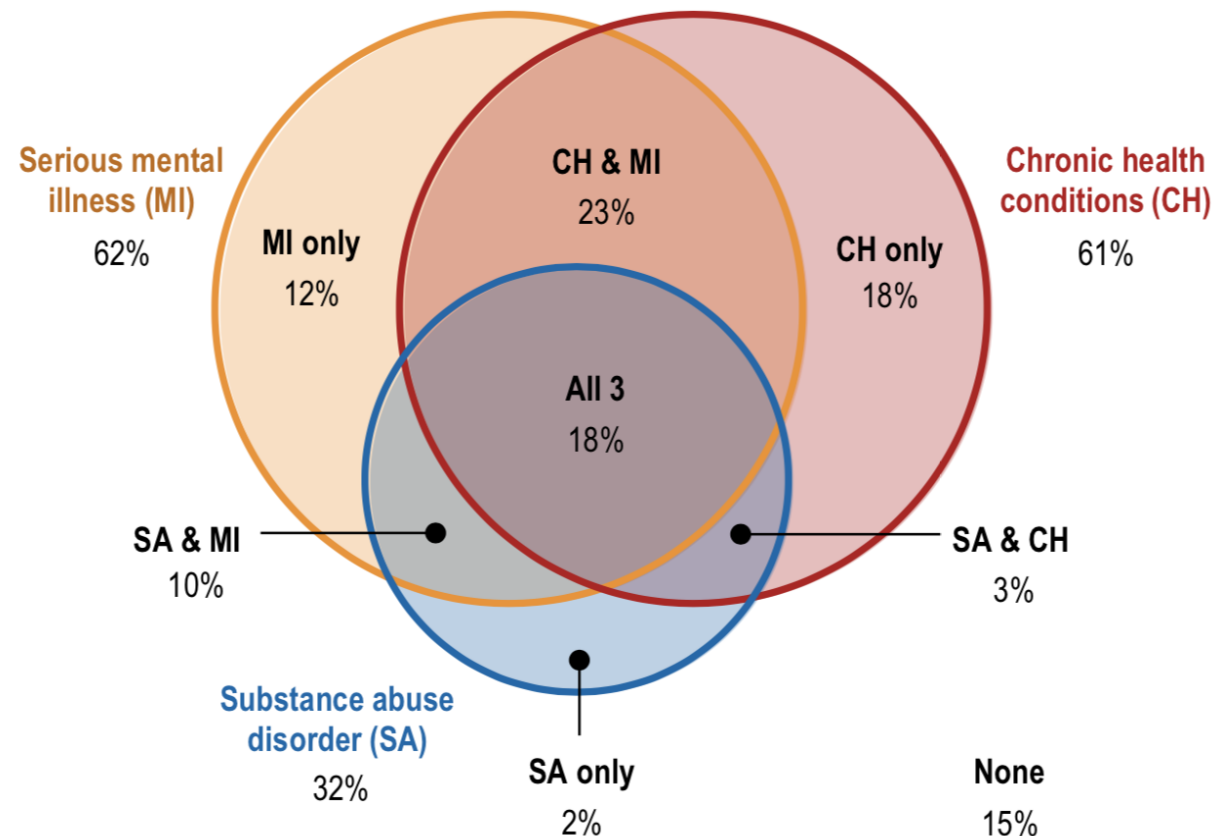 Serious mental
illness (MI)
62%
MI only
12%
CH & MI
23%
CH only
18%
Chronic health
conditions (CH)
61%
All 3
18%
SA & MI
10%
SA & CH
3%
Substance abuse
disorder (SA)
32%
SA only
2%
None
15%